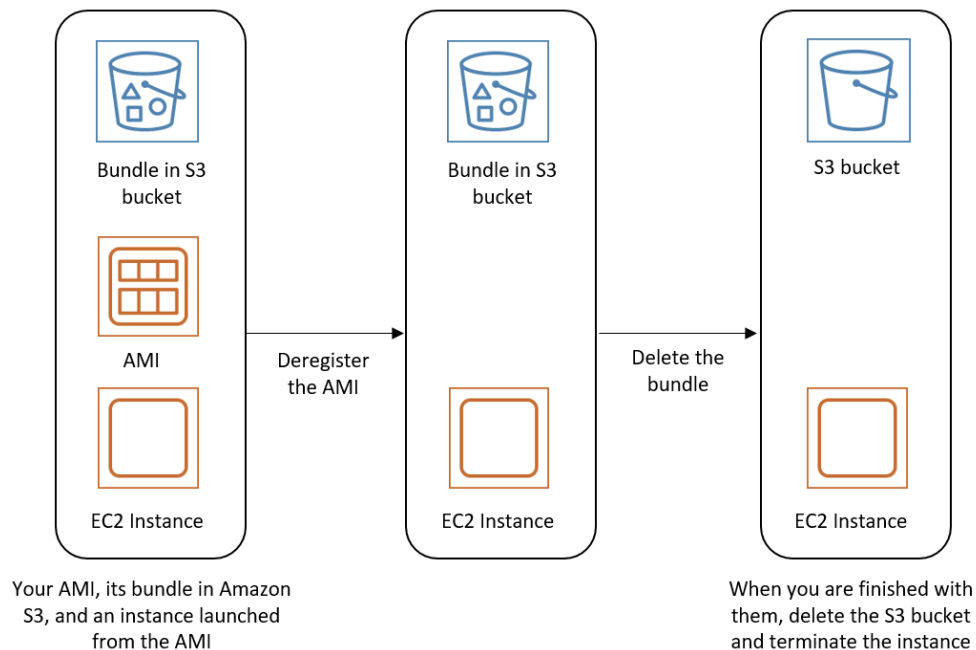 Bundle in S3
bucket
AMI
EC2 Instance
Your AMI, its bundle in Amazon
S3, and an instance launched
from the AMI
Deregister
the AMI
Bundle in S3
bucket
EC2 Instance
Delete the
bundle
S3 bucket
EC2 Instance
When you are finished with
them, delete the S3 bucket
and terminate the instance